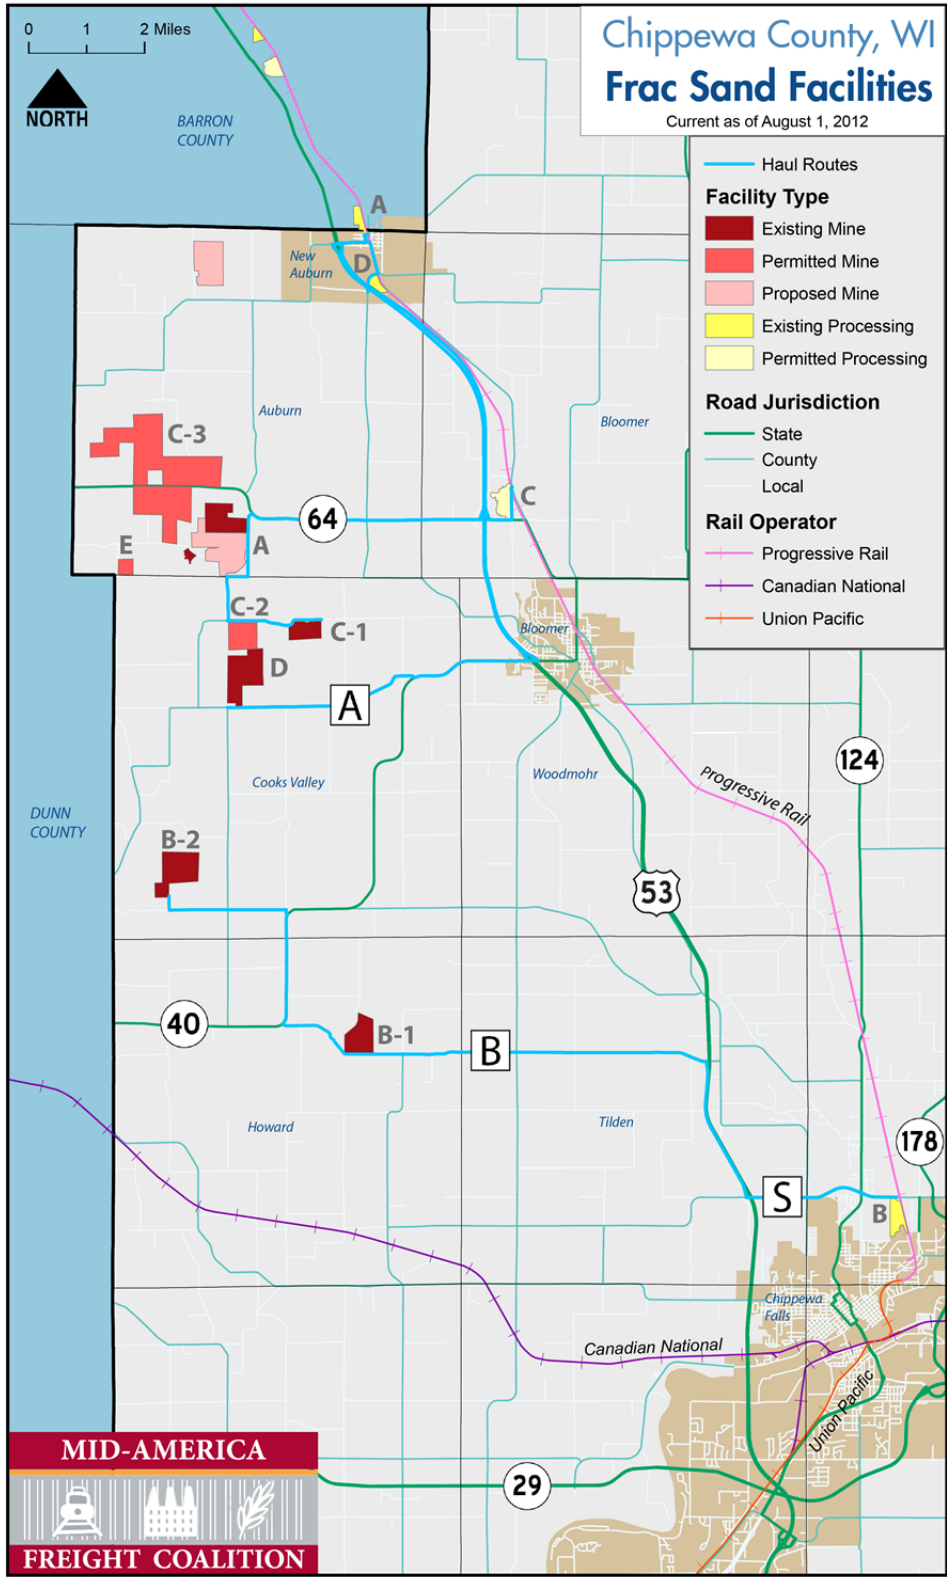 0 1 2 Miles
NORTH
Chippewa County, WI
Frac Sand Facilities
Current as of August 1, 2012
Haul Routes
Facility Type
Existing Mine
Permitted Mine
Proposed Mine
Existing Processing
Permitted Processing
Road Jurisdiction
State
County
Local
Rail Operator
Progressive Rail
Canadian National
Union Pacific
BARRON
COUNTY
A
New
Auburn
D
Auburn
Bloomer
C-3
C
64
E
A
C-2
C-1
Bloomer
D
A
124
Cooks Valley
Woodmohr
Progressive Rail
DUNN
COUNTY
B-2
53
40
B-1
B
Howard
Tilden
178
S
B
Chippewa
Falls
Canadian National
Union Pacific
29
MID-AMERICA
FREIGHT COALITION